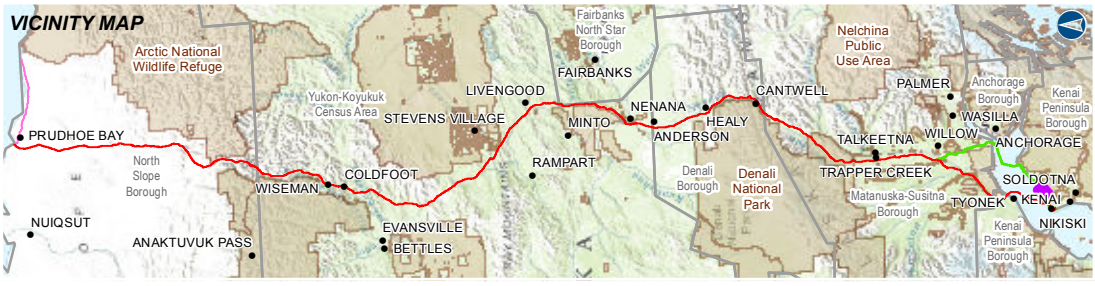 VICINITY MAP
Arctic National
Wildlife Refuge
Yukon-Koyukuk
Census Area
STEVENS VILLAGE
LIVENGOOD
Fairbanks
North Star
Borough
FAIRBANKS
MINTO
RAMPART
NENANA
ANDERSON
HEALY
CANTWELL
Nelchina
Public
Use Area
PALMER
Anchorage
Borough
Kenai
Peninsula
Borough
WASILLA
WILLOW
TALKEETNA
ANCHORAGE
TRAPPER CREEK
SOLDOTNA
Matanuska-Susitna
Borough
TYONEK
KENAI
NIKISKI
Kenai
Peninsula
Borough
Denali
Borough
Denali
National
Park
PRUDHOE BAY
North
Slope
Borough
WISEMAN
COLDFOOT
NUIQSUT
ANAKTUVUK PASS
EVANSVILLE
BETTLES